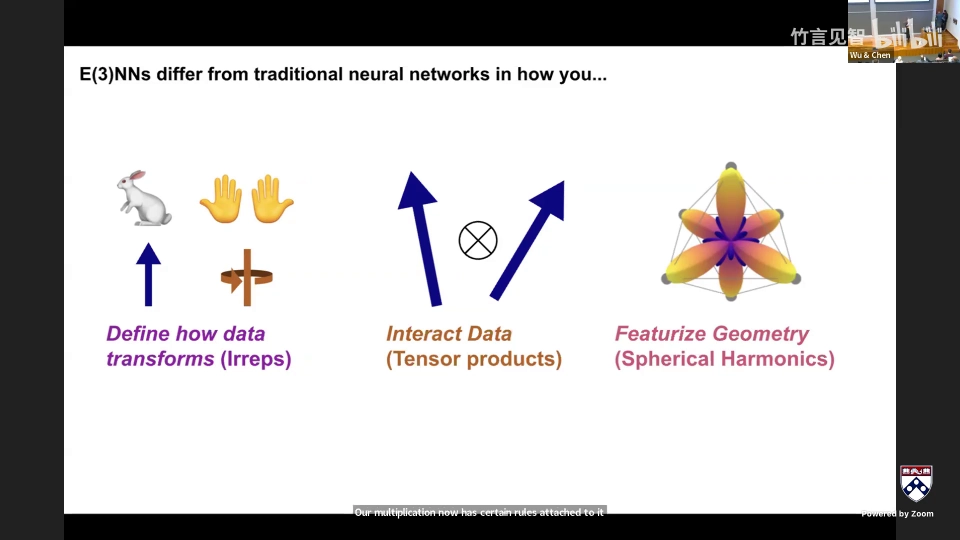 竹言见智 bilibili
Wu & Chen
E(3)NNs differ from traditional neural networks in how you...
Define how data
transforms (Irreps)
Interact Data
(Tensor products)
Featurize Geometry
(Spherical Harmonics)
Our multiplication now has certain rules attached to it
Powered by Zoom